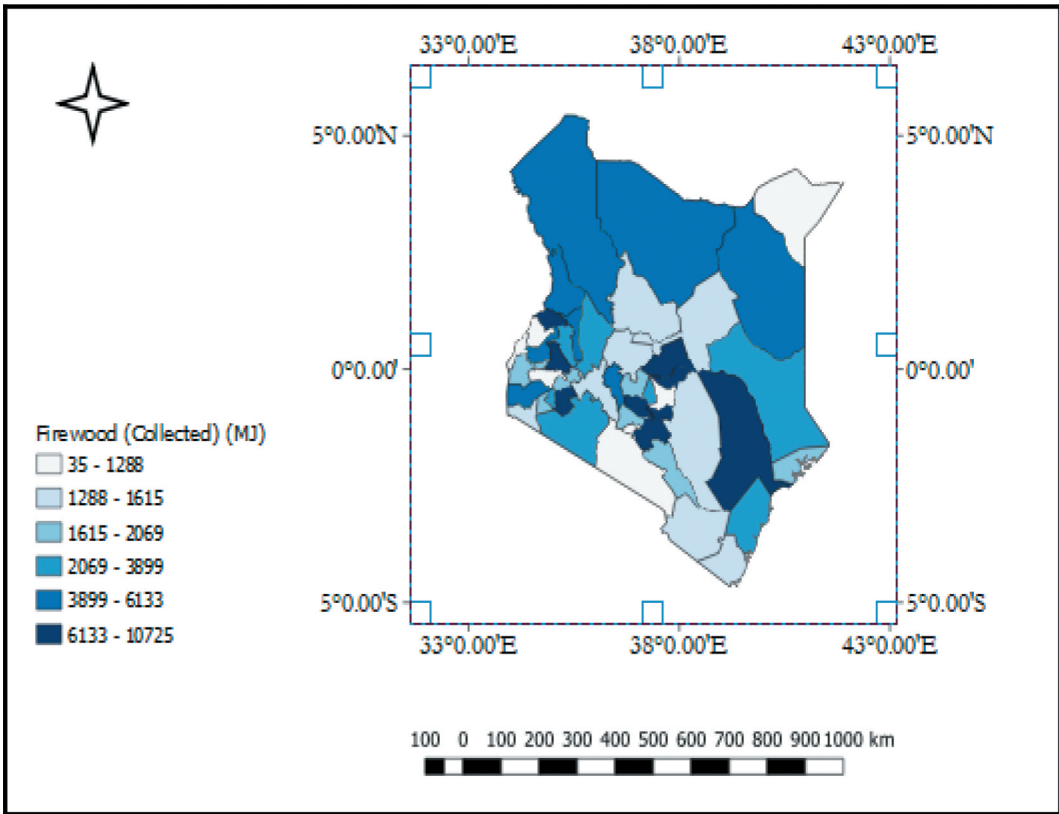 33°0.00'E 38°0.00'E 43°0.00'E
5°0.00'N 5°0.00'N
0°0.00' 0°0.00'
5°0.00'S 5°0.00'S
33°0.00'E 38°0.00'E 43°0.00'E
Firewood (Collected) (MJ)
35 - 1288
1288 - 1615
1615 - 2069
2069 - 3899
3899 - 6133
6133 - 10725
100 0 100 200 300 400 500 600 700 800 900 1000 km